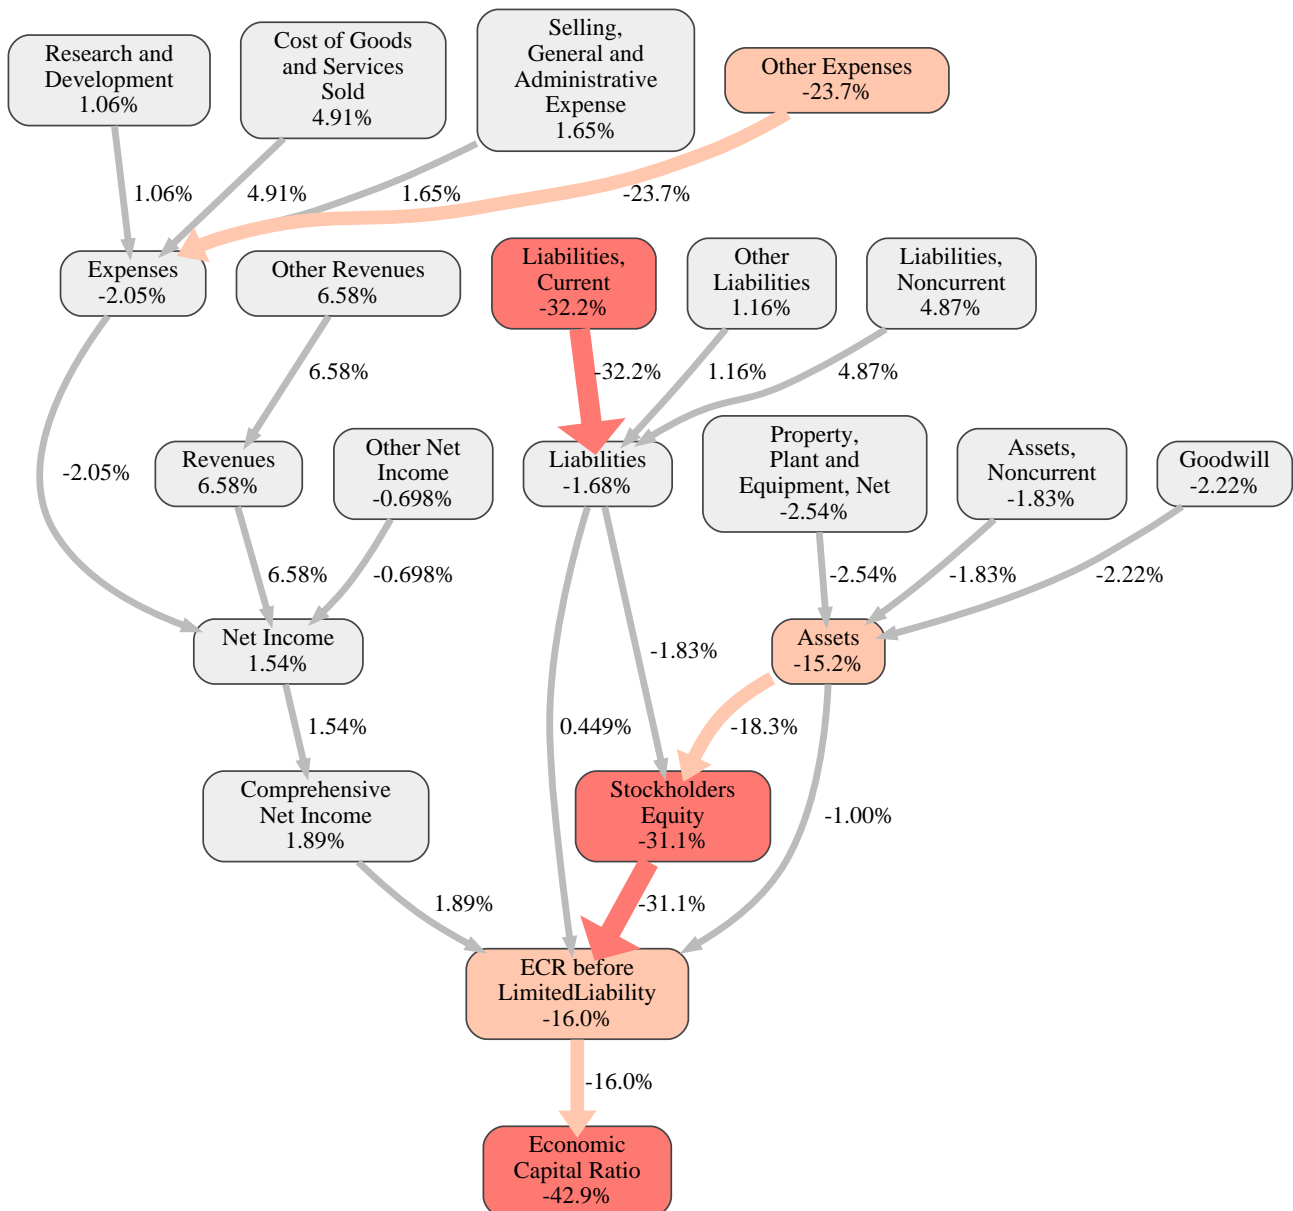 Research and
Development
1.06%
Cost of Goods
and Services
Sold
4.91%
Selling,
General and
Administrative
Expense
1.65%
Other Expenses
-23.7%
1.06%
4.91%
1.65%
-23.7%
Expenses
-2.05%
Other Revenues
6.58%
Liabilities,
Current
-32.2%
Other
Liabilities
1.16%
Liabilities,
Noncurrent
4.87%
6.58%
-32.2%
1.16%
4.87%
-2.05%
Revenues
6.58%
Other Net
Income
-0.698%
Liabilities
-1.68%
Property,
Plant and
Equipment, Net
-2.54%
Assets,
Noncurrent
-1.83%
Goodwill
-2.22%
6.58%
-0.698%
-2.54%
-1.83%
-2.22%
Net Income
1.54%
-1.83%
Assets
-15.2%
1.54%
0.449%
-18.3%
Comprehensive
Net Income
1.89%
Stockholders
Equity
-31.1%
-1.00%
1.89%
-31.1%
ECR before
LimitedLiability
-16.0%
-16.0%
Economic
Capital Ratio
-42.9%